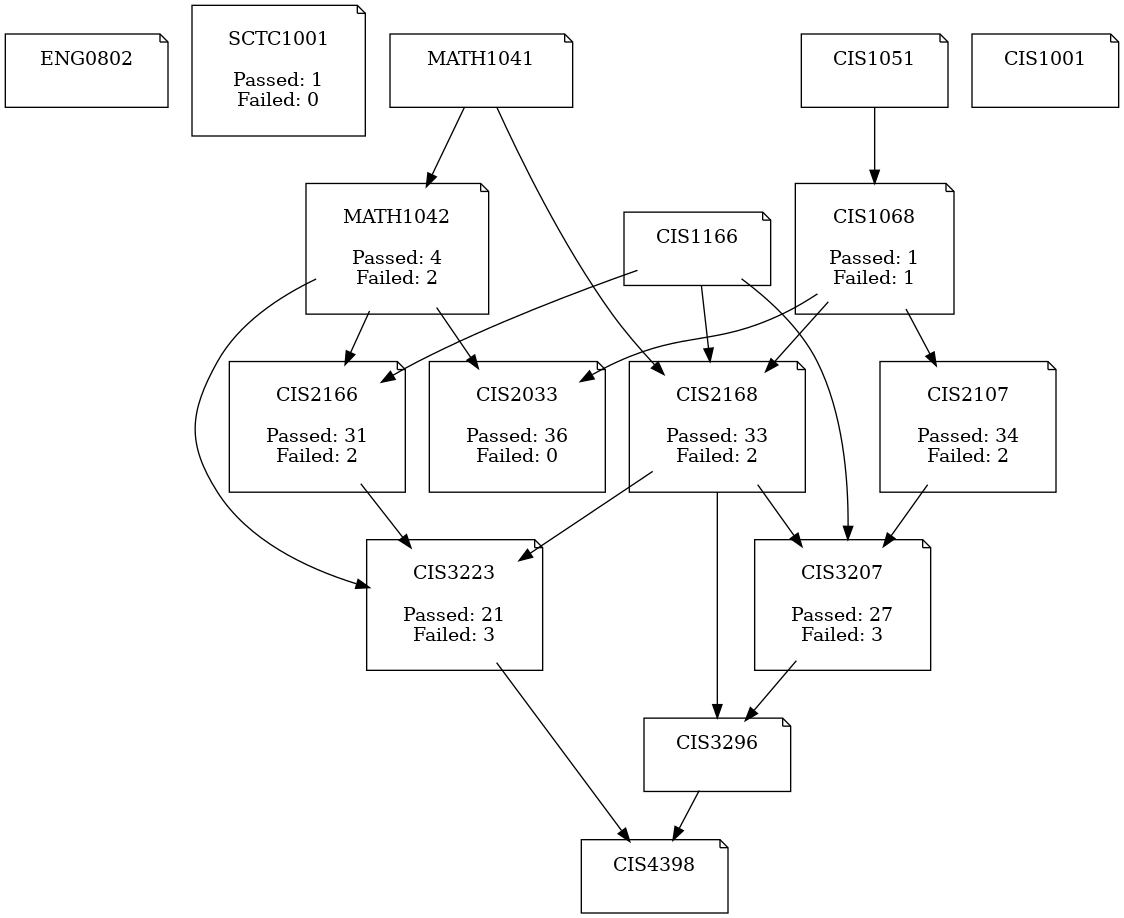 ENG0802
SCTC1001
Passed: 1
Failed: 0
MATH1041
CIS1051
CIS1001
MATH1042
Passed: 4
Failed: 2
CIS1166
CIS1068
Passed: 1
Failed: 1
CIS2166
Passed: 31
Failed: 2
CIS2033
Passed: 36
Failed: 0
CIS2168
Passed: 33
Failed: 2
CIS2107
Passed: 34
Failed: 2
CIS3223
Passed: 21
Failed: 3
CIS3207
Passed: 27
Failed: 3
CIS3296
CIS4398